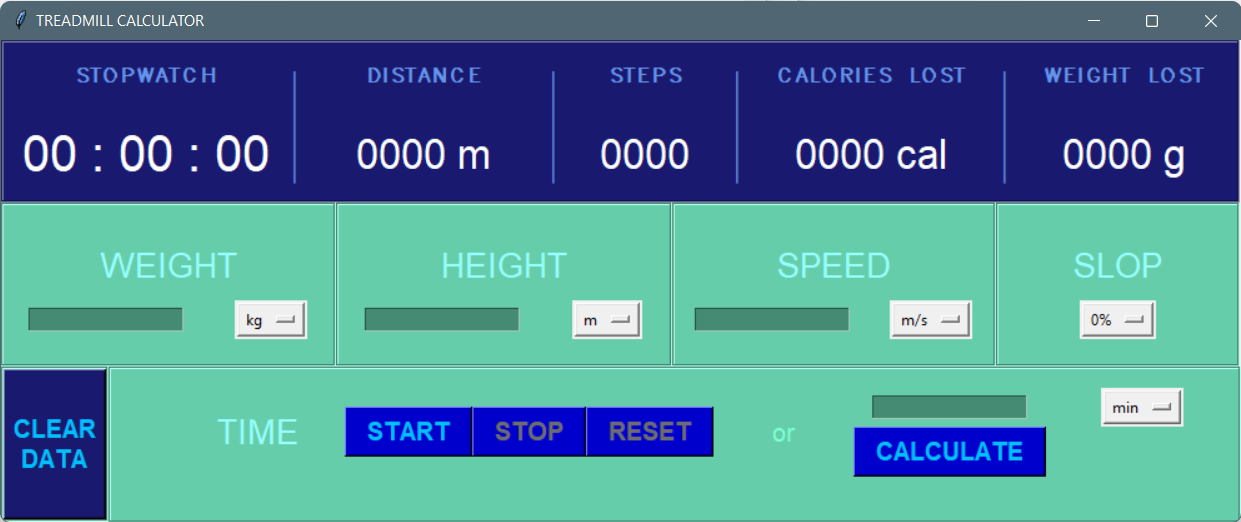 TREADMILL CALCULATOR
STOPWATCH DISTANCE STEPS CALORIES LOST WEIGHT LOST
00 : 00 : 00 0000 m 0000 0000 cal 0000 g
WEIGHT HEIGHT SPEED SLOP
kg m m/s 0%
CLEAR
DATA
TIME START STOP RESET or
min
CALCULATE